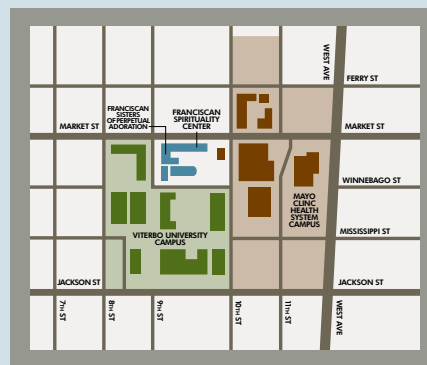 WEST AVE
FERRY ST
FRANCISCAN
SISTERS
OF PERPETUAL
ADORATION
FRANCISCAN
SPIRITUALITY
CENTER
MARKET ST
MARKET ST
WINNEBAGO ST
MAYO
CLINC
HEALTH
SYSTEM
CAMPUS
MISSISSIPPI ST
VITERBO UNIVERSITY
CAMPUS
JACKSON ST
JACKSON ST
7TH ST
8TH ST
9TH ST
10TH ST
11TH ST
WEST AVE